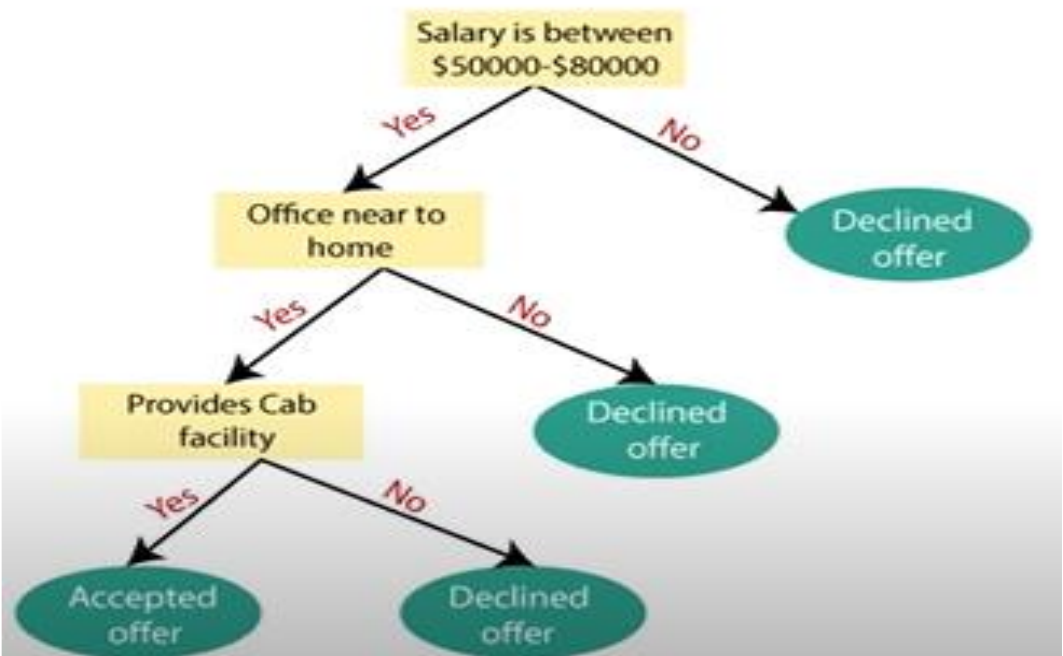 Salary is between
$50000-$80000
Yes
No
Office near to
home
Declined
offer
Yes
No
Provides Cab
facility
Declined
offer
Yes
No
Accepted
offer
Declined
offer